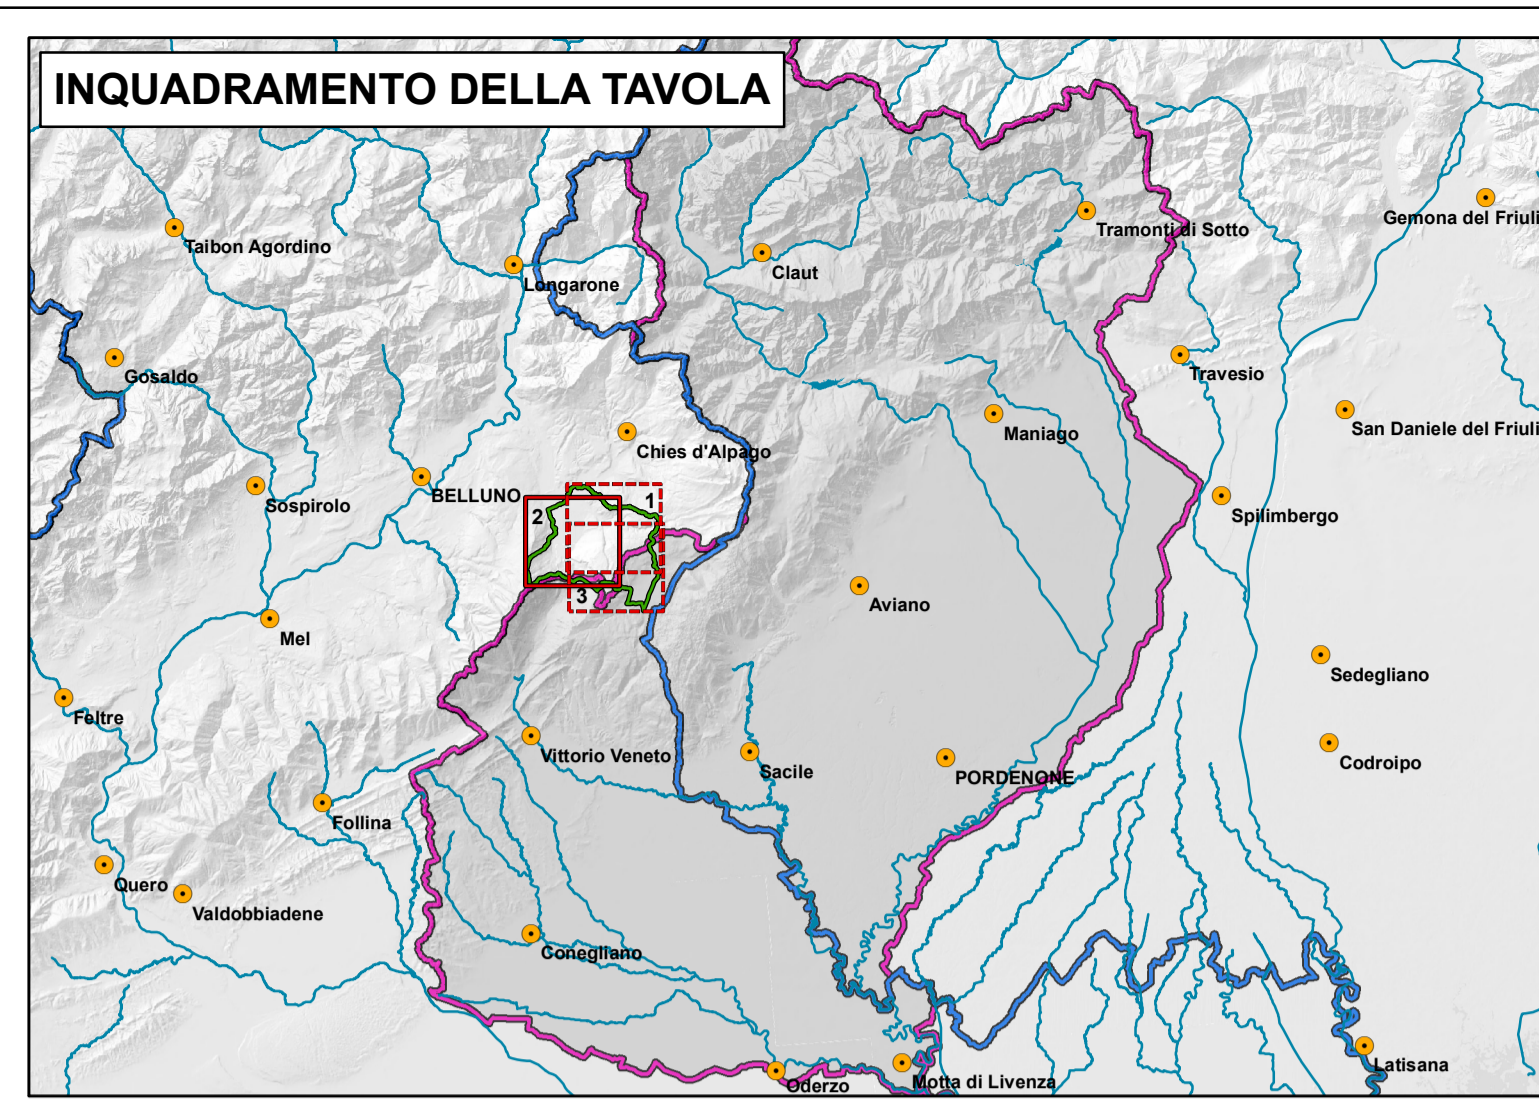 INQUADRAMENTO DELLA TAVOLA
Taibon Agordino
Longarone
Claut
Tramonti di Sotto
Gemona del Friuli
Gosaldo
Travesio
Maniago
San Daniele del Friuli
Chies d'Alpago
BELLUNO
Sospirolo
1
2
3
Spilimbergo
Aviano
Mel
Sedegliano
Feltre
Vittorio Veneto
Sacile
PORDENONE
Codroipo
Follina
Quero
Valdobbiadene
Conegliano
Oderzo
Motta di Livenza
Latisana